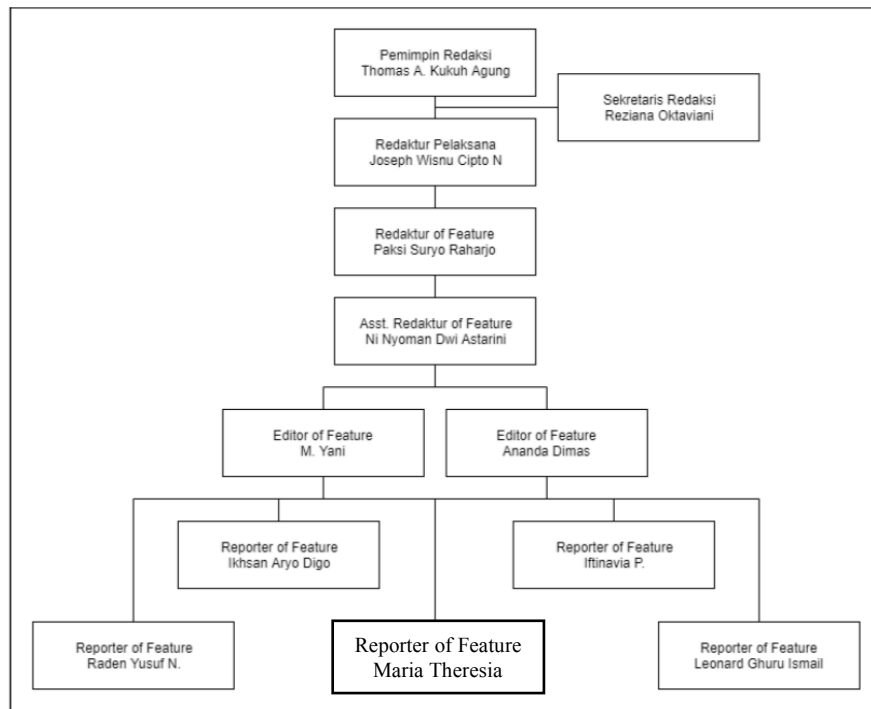 Pemimpin Redaksi
Thomas A. Kukuh Agung
Sekretaris Redaksi
Reziana Oktaviani
Redaktur Pelaksana
Joseph Wisnu Cipto N
Redaktur of Feature
Paksi Suryo Raharjo
Asst. Redaktur of Feature
Ni Nyoman Dwi Astarini
Editor of Feature
M. Yani
Editor of Feature
Ananda Dimas
Reporter of Feature
Ikhsan Aryo Digo
Reporter of Feature
Iftinavia P.
Reporter of Feature
Raden Yusuf N.
Reporter of Feature
Maria Theresia
Reporter of Feature
Leonard Ghuru Ismail